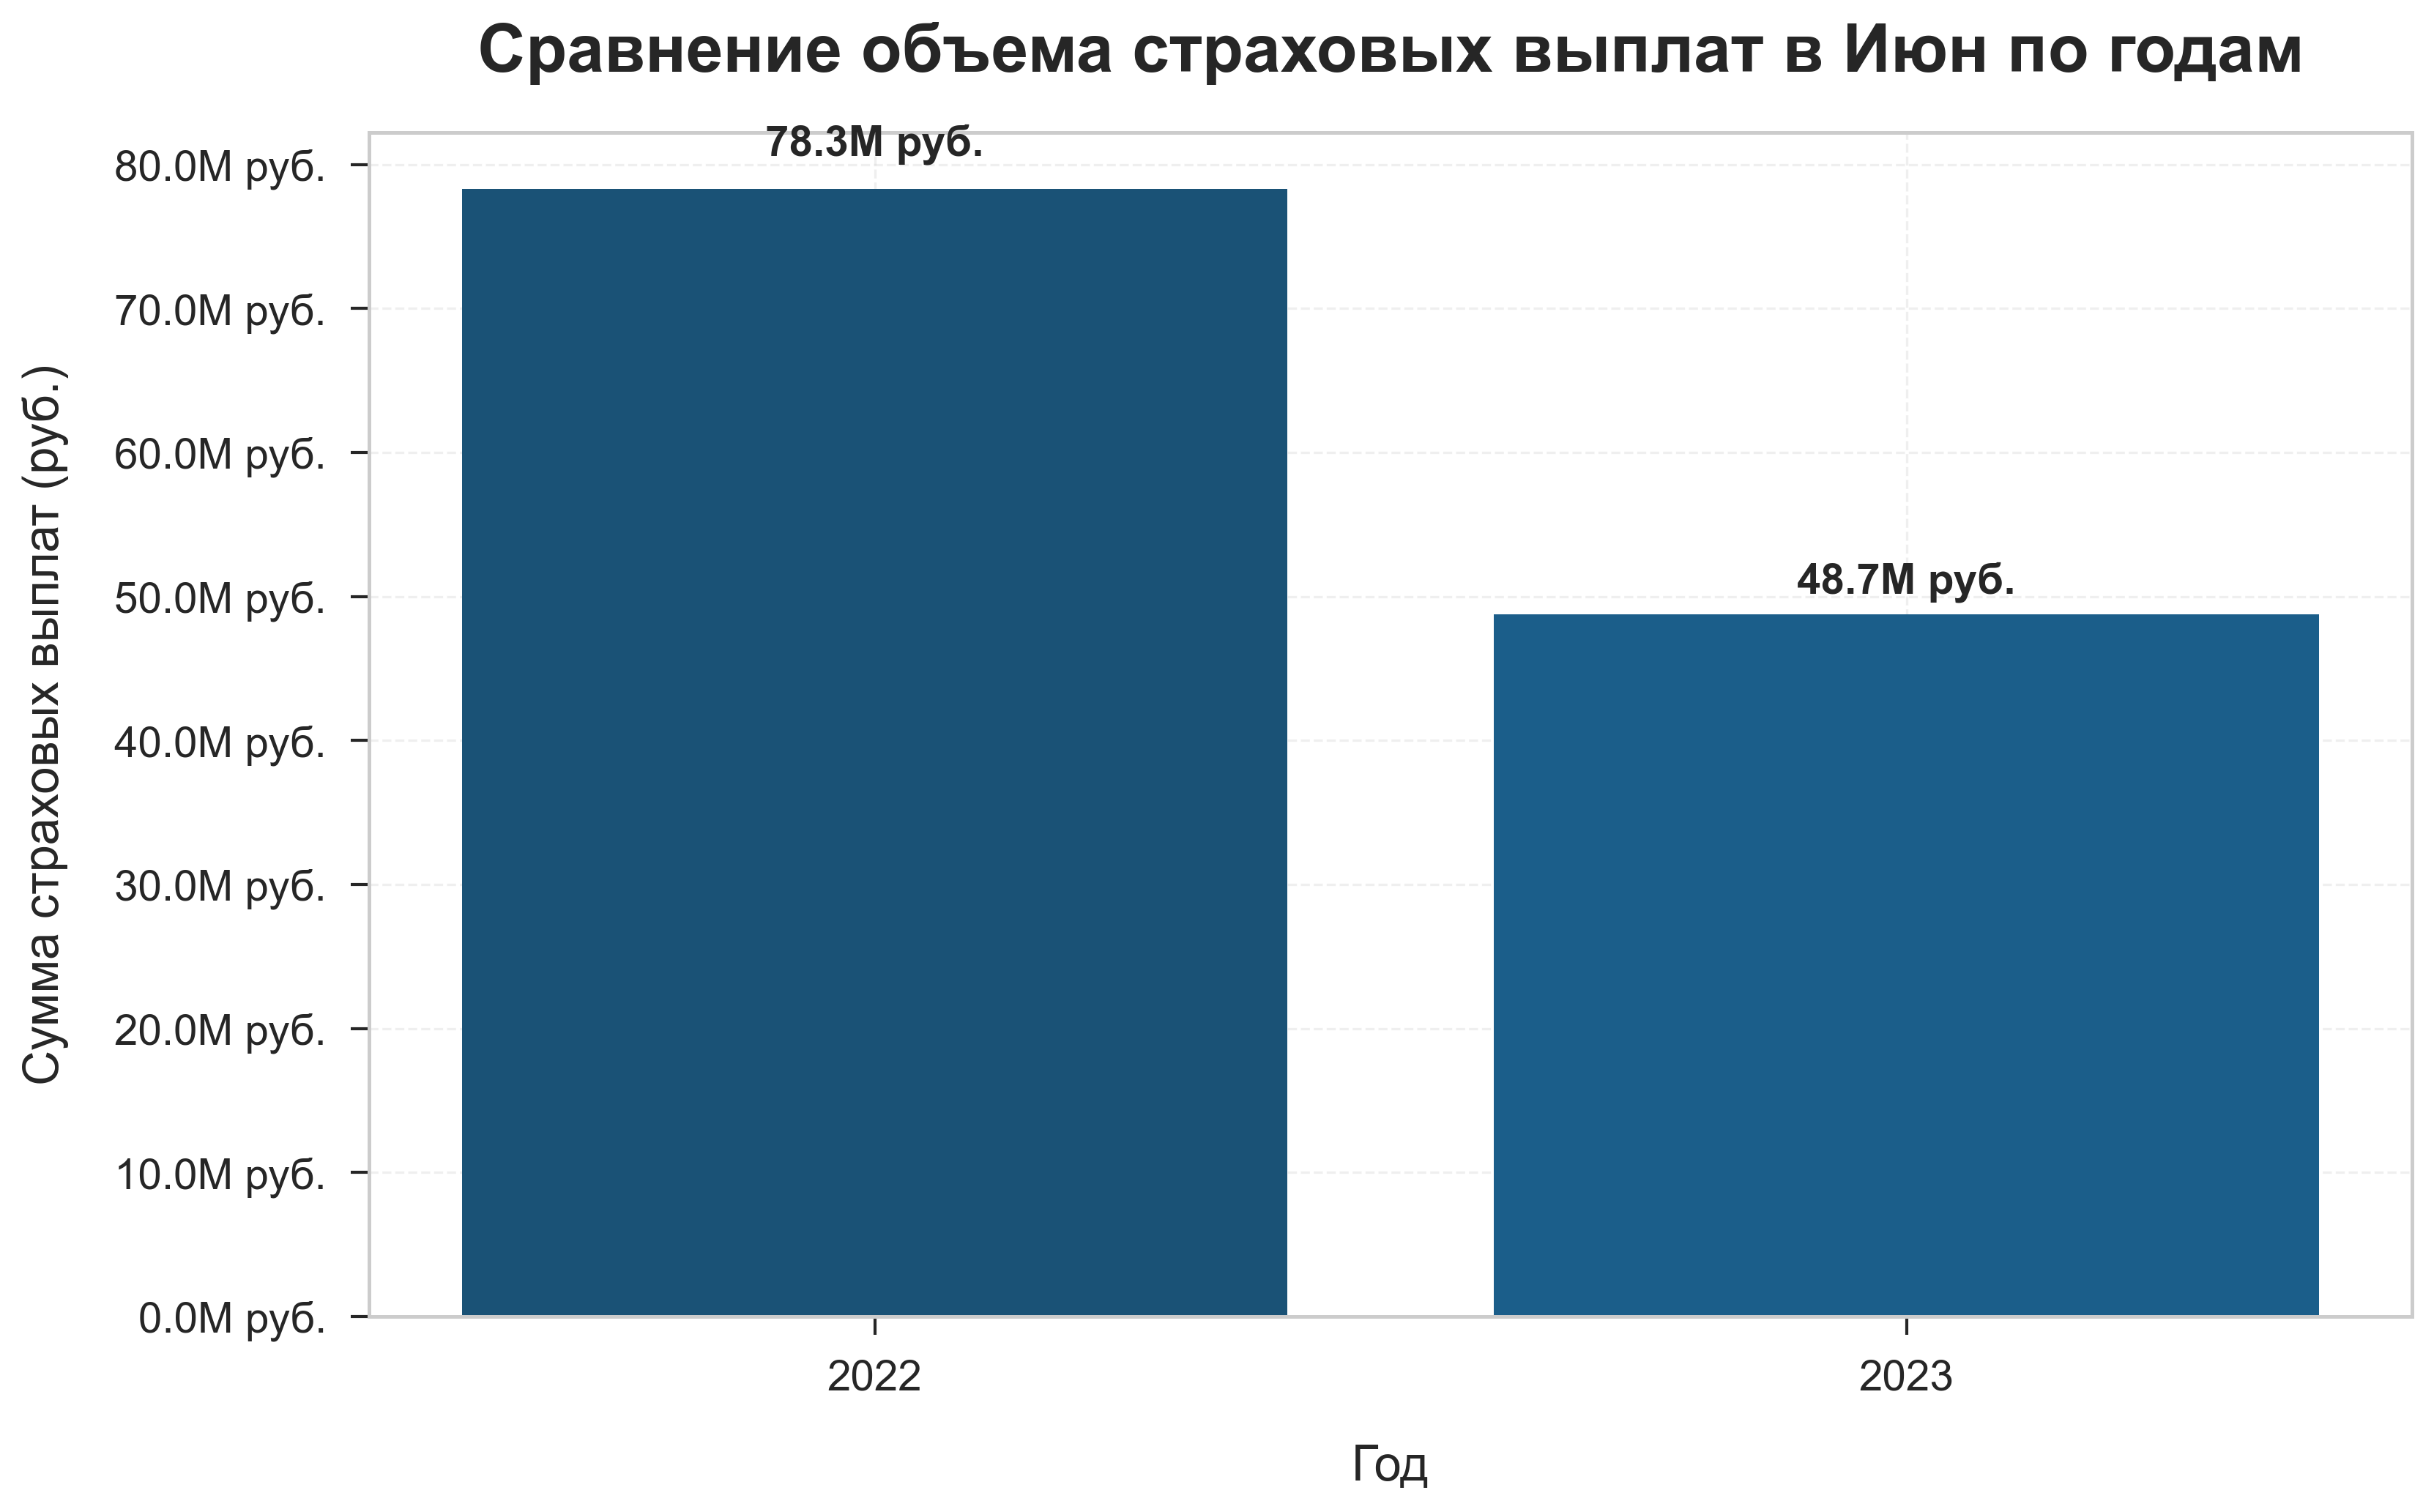 Сравнение объема страховых выплат в Июн по годам
78.3M руб.
80.0M руб.
70.0M руб.
60.0M руб.
50.0M руб.
40.0M руб.
30.0M руб.
20.0M руб.
10.0M руб.
0.0M руб.
Сумма страховых выплат (руб.)
48.7M руб.
2022
2023
Год